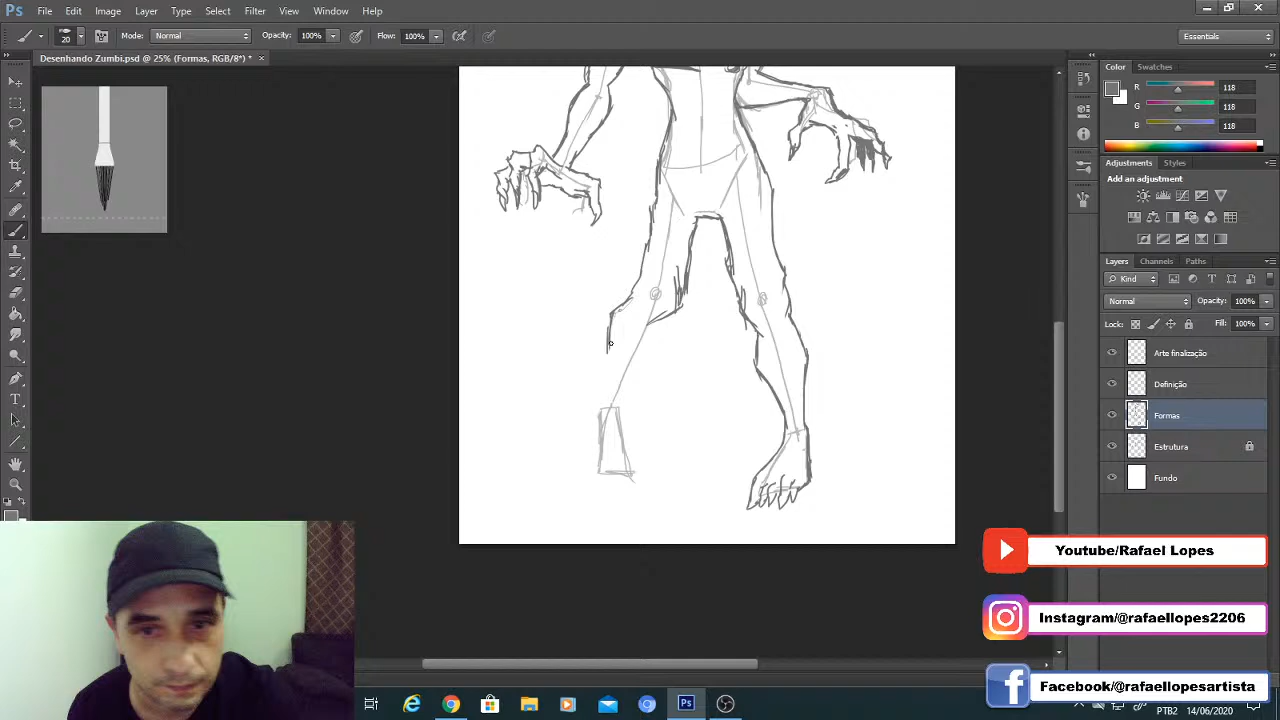 Ps File Edit Image Layer Type Select Filter View Window Help
20 Mode: Normal Opacity: 100% Flow: 100% Essentials
Desenhando Zumbi.psd @ 25% (Formas, RGB/8*) * ×
Color Swatches
R 118
G 118
B 118
Adjustments Styles
Add an adjustment
Layers Channels Paths
Kind
Normal Opacity: 100%
Lock: Fill: 100%
Arte finalização
Definição
Formas
Estrutura
Fundo
Youtube/Rafael Lopes
Instagram/@rafaellopes2206
Facebook/@rafaellopesartista
Ps PTB2 14/06/2020